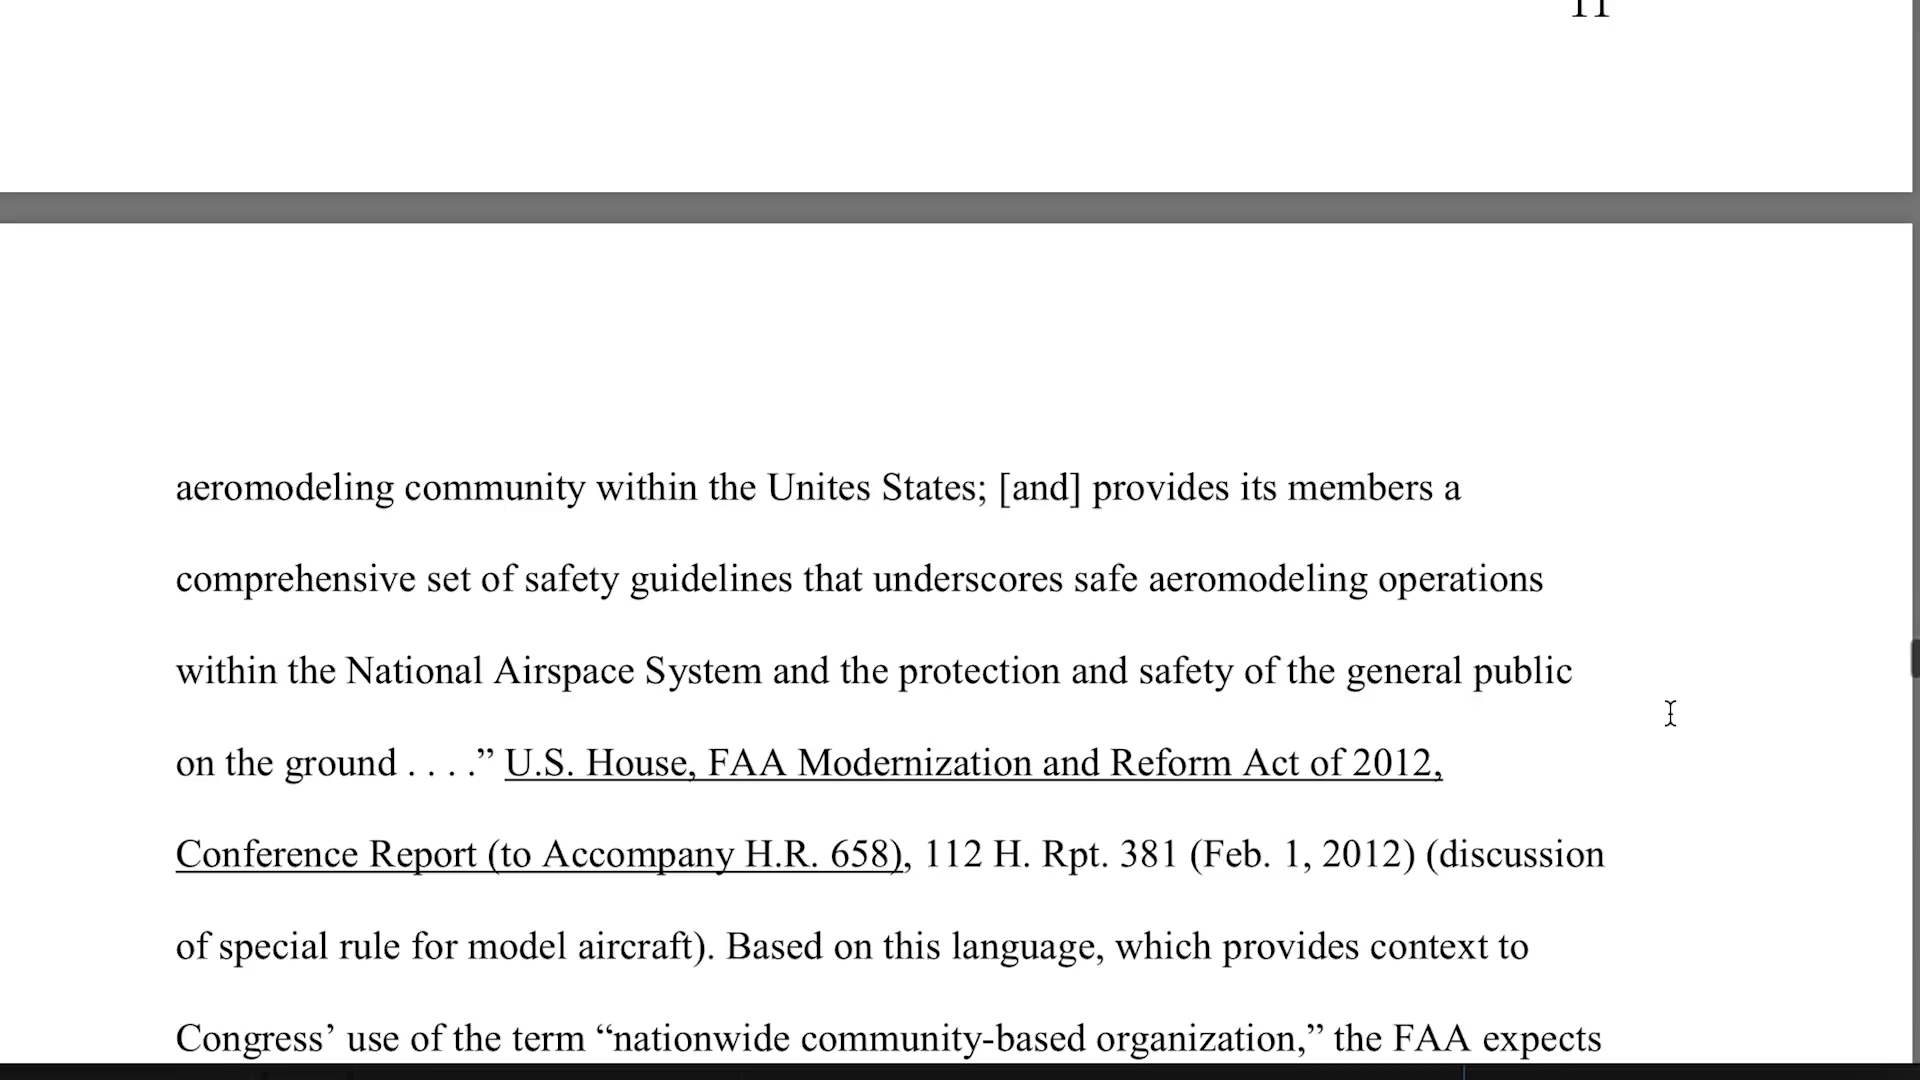 11
aeromodeling community within the Unites States; [and] provides its members a
comprehensive set of safety guidelines that underscores safe aeromodeling operations
within the National Airspace System and the protection and safety of the general public
on the ground . . . .” U.S. House, FAA Modernization and Reform Act of 2012,
Conference Report (to Accompany H.R. 658), 112 H. Rpt. 381 (Feb. 1, 2012) (discussion
of special rule for model aircraft). Based on this language, which provides context to
Congress’ use of the term “nationwide community-based organization,” the FAA expects